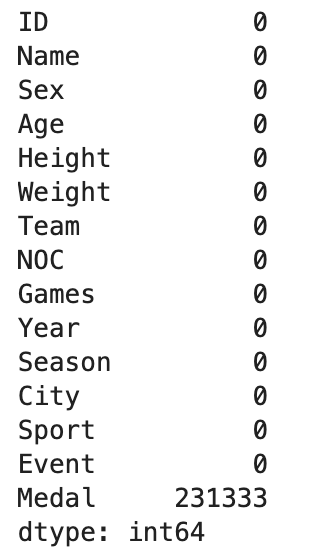 ID 0
Name 0
Sex 0
Age 0
Height 0
Weight 0
Team 0
NOC 0
Games 0
Year 0
Season 0
City 0
Sport 0
Event 0
Medal 231333
dtype: int64